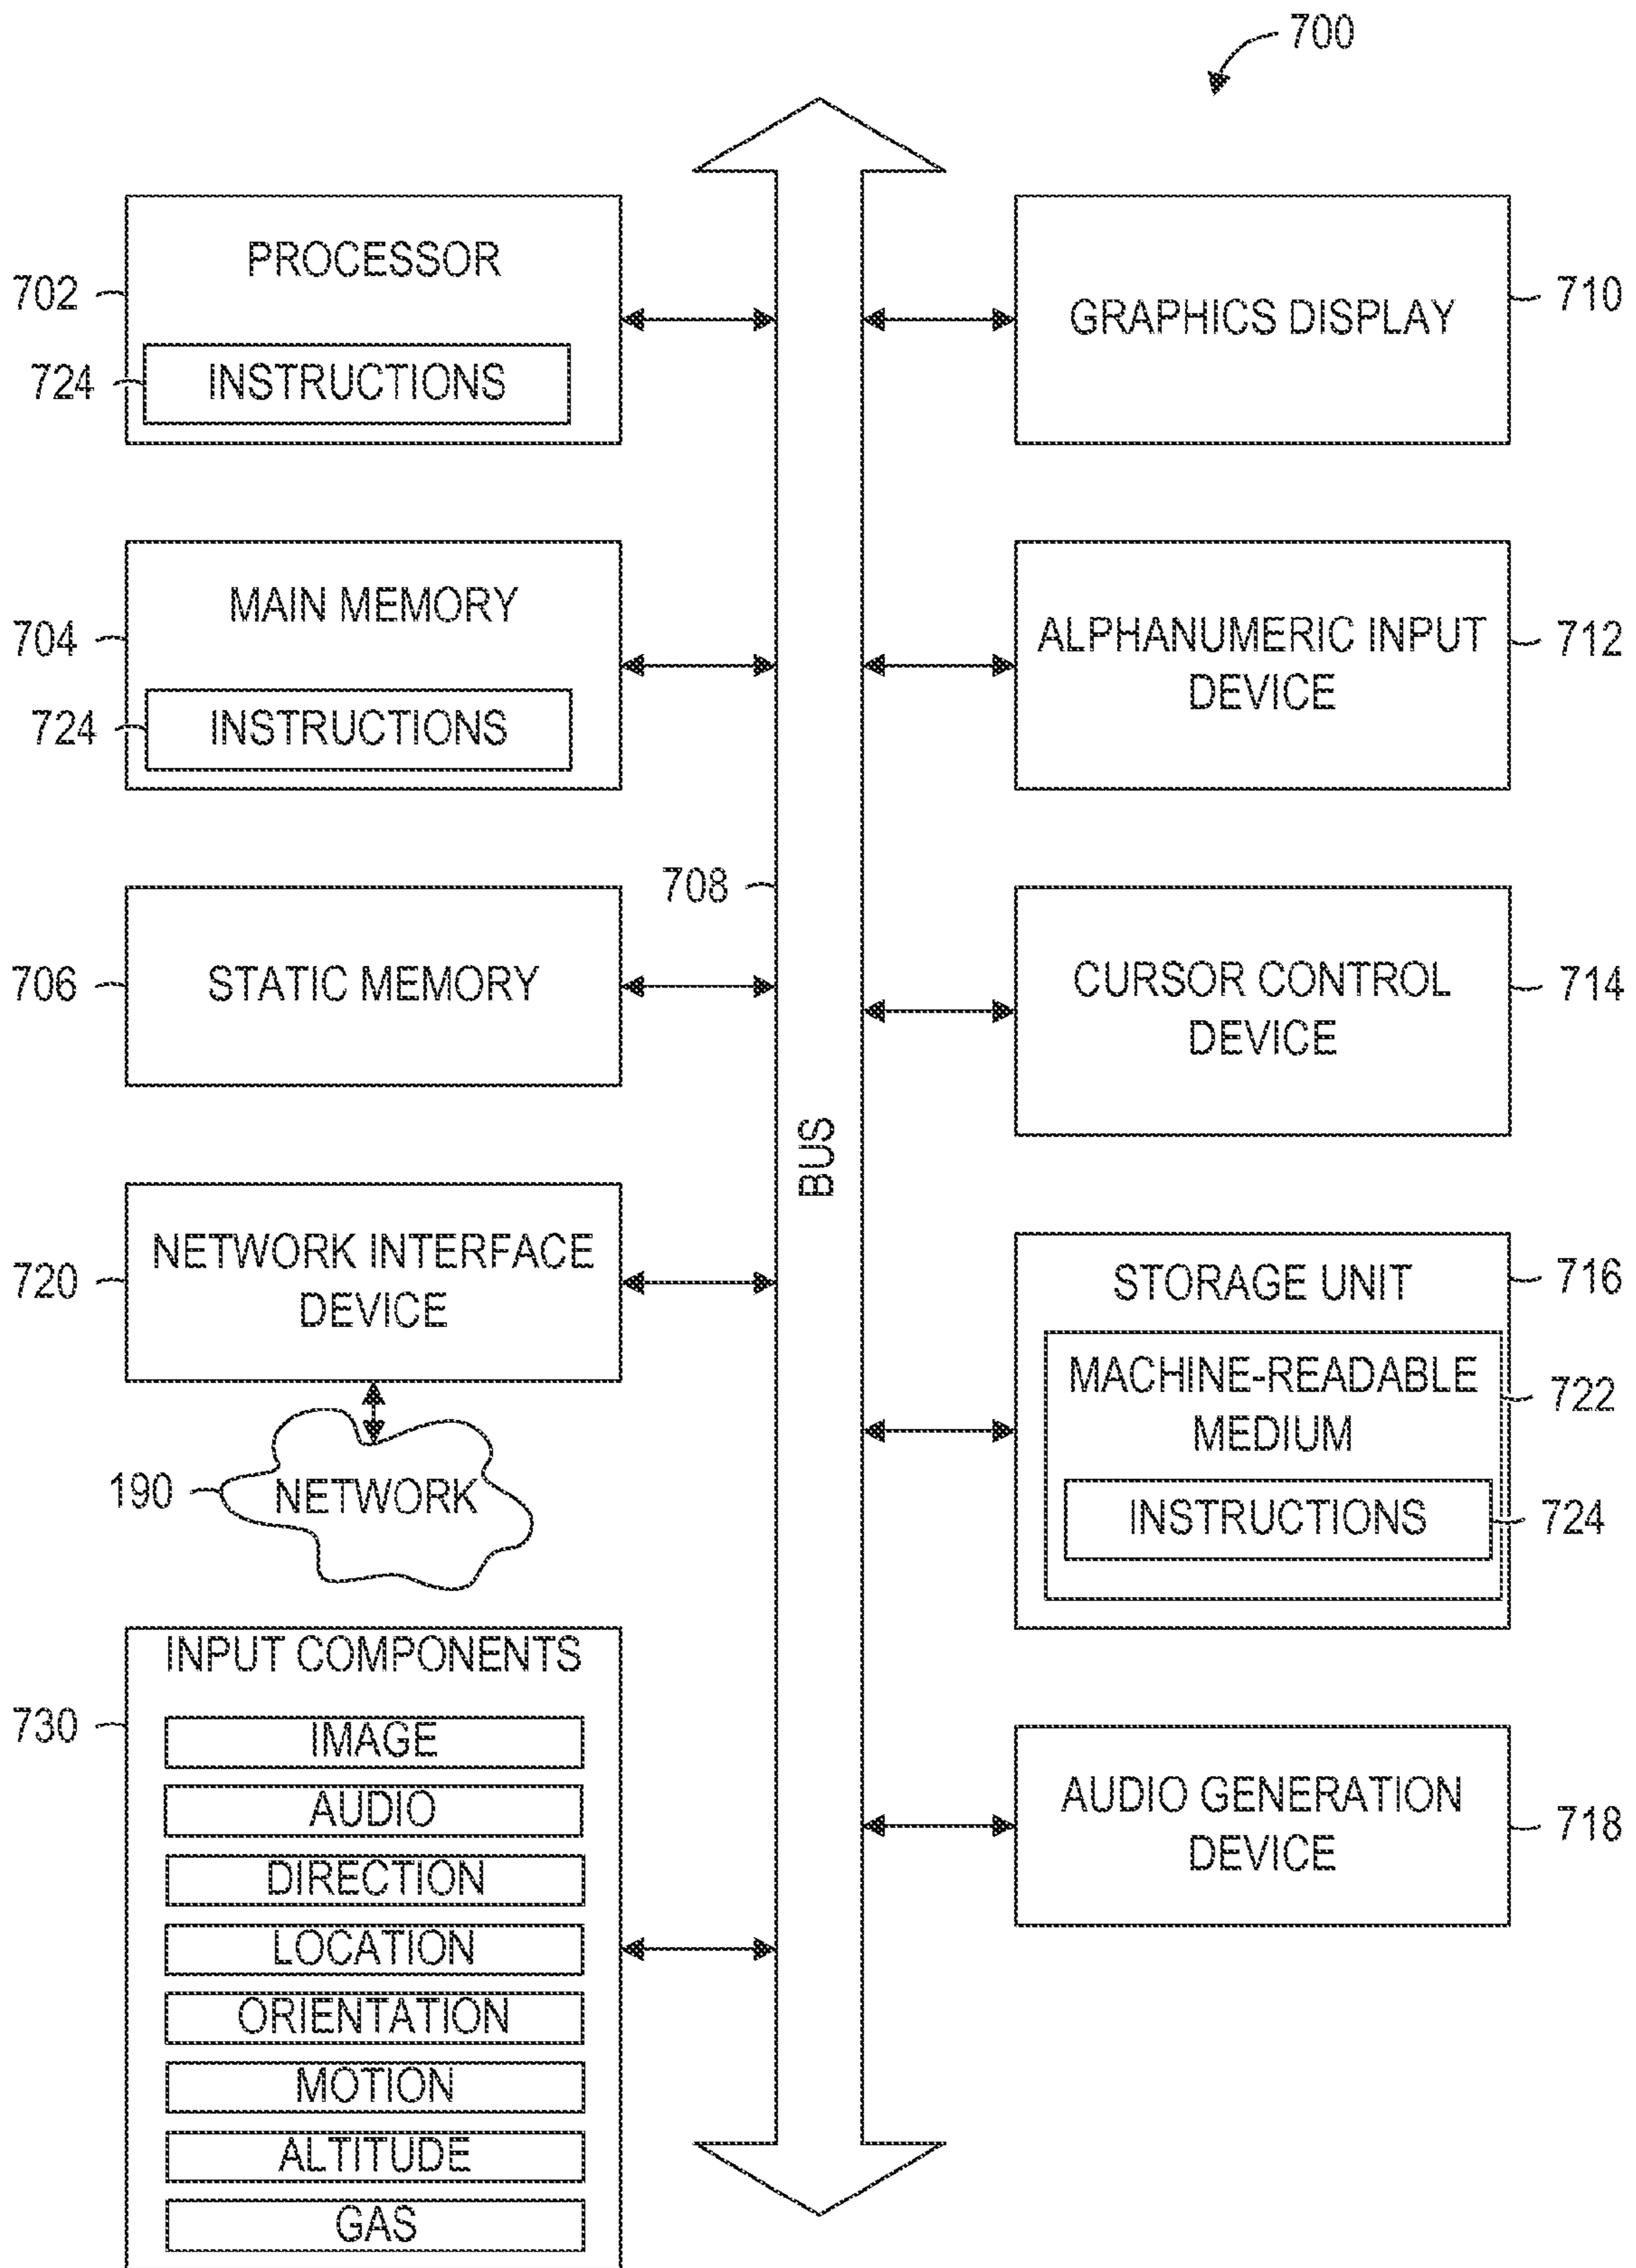 700
PROCESSOR
702
724
INSTRUCTIONS
MAIN MEMORY
704
724
INSTRUCTIONS
708
STATIC MEMORY
706
NETWORK INTERFACE
DEVICE
720
190
NETWORK
INPUT COMPONENTS
730
IMAGE
AUDIO
DIRECTION
LOCATION
ORIENTATION
MOTION
ALTITUDE
GAS
BUS
GRAPHICS DISPLAY
710
ALPHANUMERIC INPUT
DEVICE
712
CURSOR CONTROL
DEVICE
714
STORAGE UNIT
716
MACHINE-READABLE
MEDIUM
722
INSTRUCTIONS
724
AUDIO GENERATION
DEVICE
718